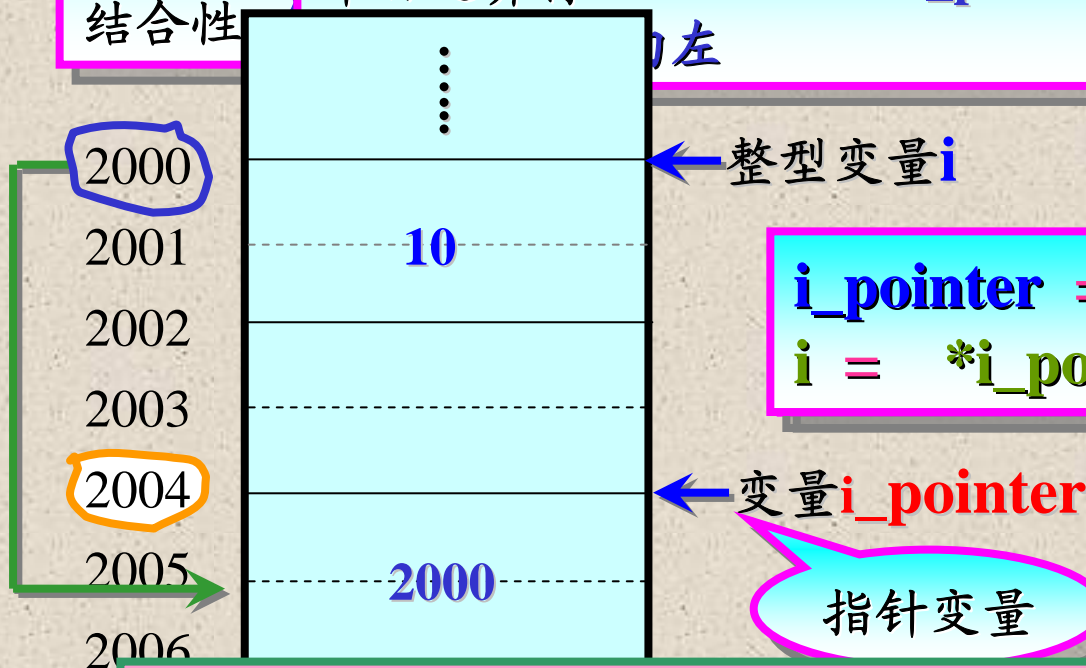 结合性
向左
2000
整型变量i
2001
10
i_pointer =
2002
i = *i_po
2003
2004
变量i_pointer
2005
2000
指针变量
2006